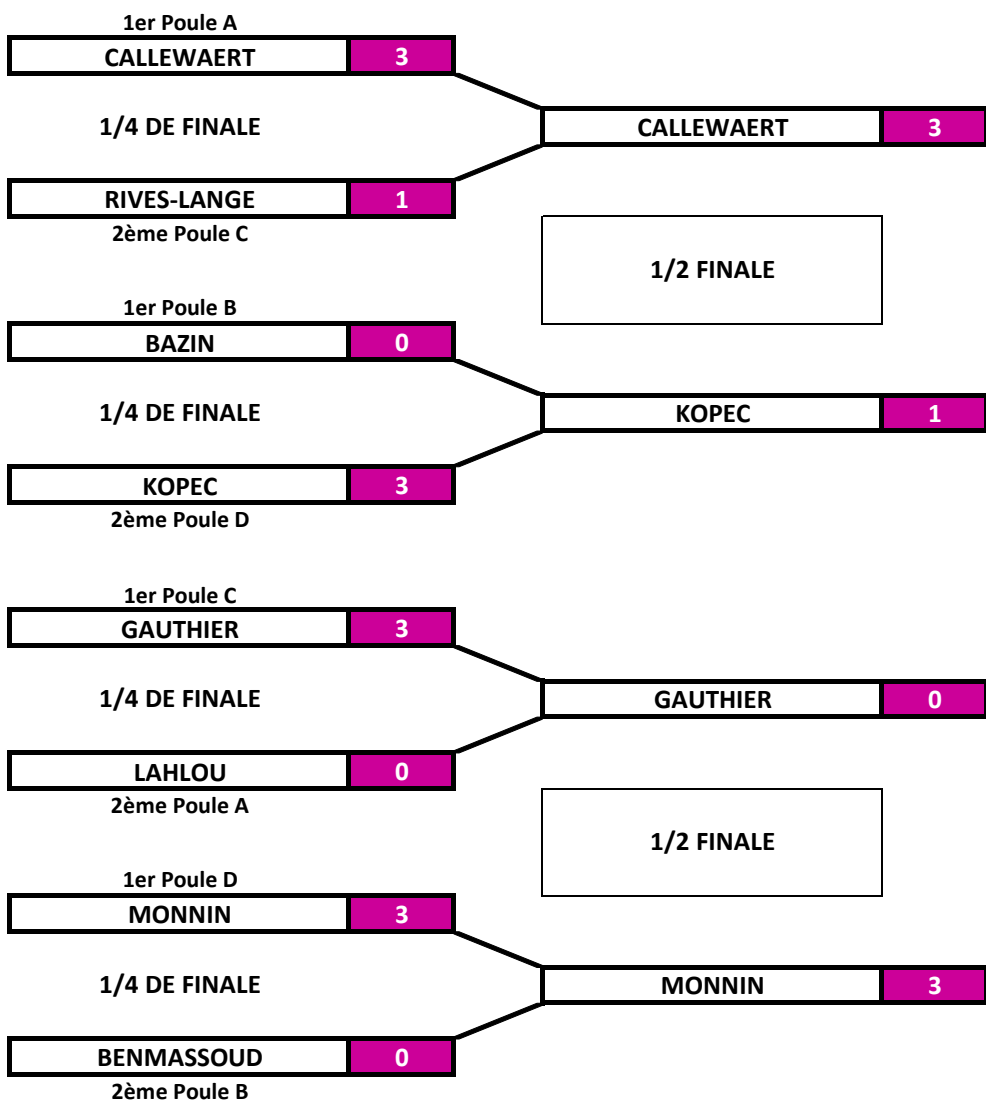 1er Poule A
CALLEWAERT 3
1/4 DE FINALE
CALLEWAERT 3
RIVES-LANGE 1
2ème Poule C
1/2 FINALE
1er Poule B
BAZIN 0
1/4 DE FINALE
KOPEC 1
KOPEC 3
2ème Poule D
1er Poule C
GAUTHIER 3
1/4 DE FINALE
GAUTHIER 0
LAHLOU 0
2ème Poule A
1/2 FINALE
1er Poule D
MONNIN 3
1/4 DE FINALE
MONNIN 3
BENMASSOUD 0
2ème Poule B